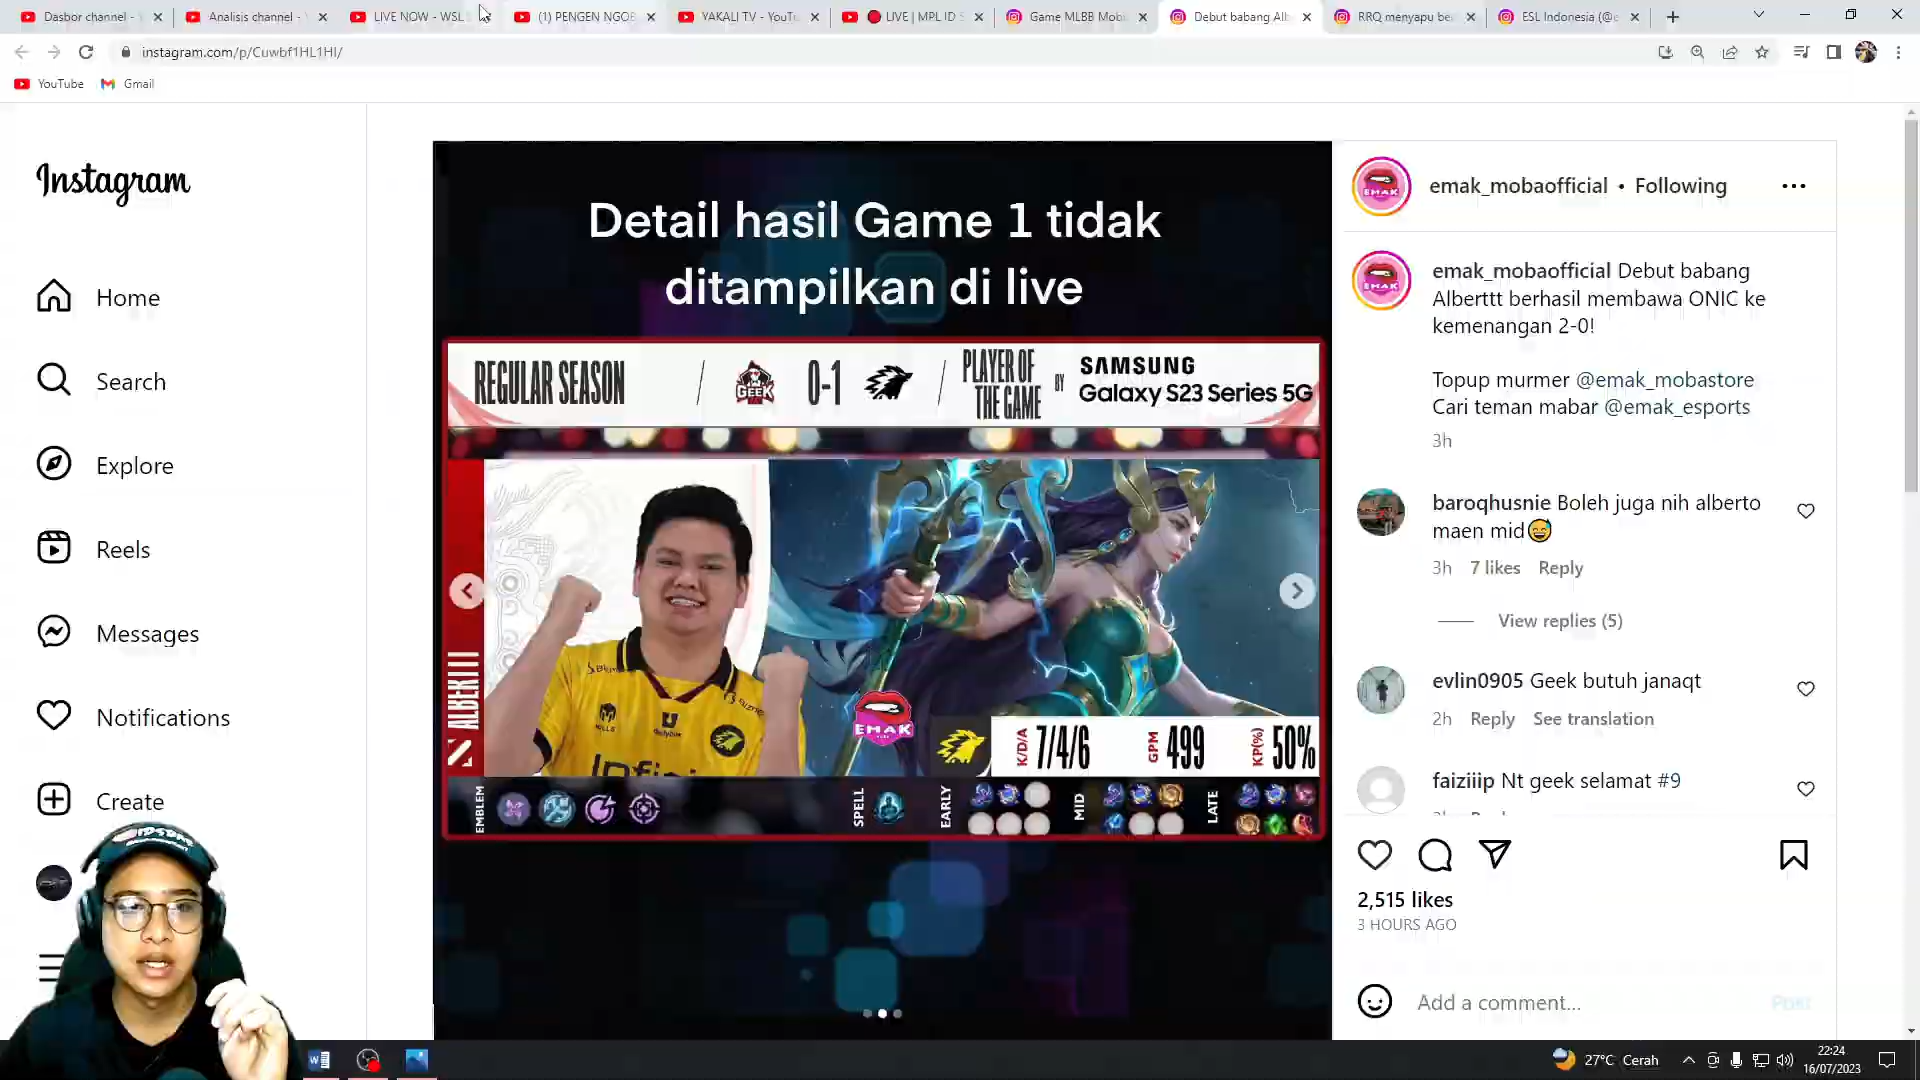 Dasbor channel -
Analisis channel -
LIVE NOW - WSL
(1) PENGEN NGOB
YAKALI TV - YouTu
LIVE | MPL ID S
Game MLBB Mobi
Debut babang Alb
RRQ menyapu be
ESL Indonesia (@e
instagram.com/p/Cuwbf1HL1HI/
YouTube
Gmail
Instagram
Home
Search
Explore
Reels
Messages
Notifications
Create
Detail hasil Game 1 tidak
ditampilkan di live
REGULAR SEASON
GEEK
0-1
PLAYER OF
THE GAME
BY
SAMSUNG
Galaxy S23 Series 5G
ALBERTTT
EMAK
K/D/A 7/4/6
GPM 499
KP(%) 50%
EMBLEM
SPELL
EARLY
MID
LATE
emak_mobaofficial • Following
emak_mobaofficial Debut babang
Alberttt berhasil membawa ONIC ke
kemenangan 2-0!
Topup murmer @emak_mobastore
Cari teman mabar @emak_esports
3h
baroqhusnie Boleh juga nih alberto
maen mid😅
3h 7 likes Reply
View replies (5)
evlin0905 Geek butuh janaqt
2h Reply See translation
faiziiip Nt geek selamat #9
2,515 likes
3 HOURS AGO
Add a comment...
Post
27°C Cerah
22:24
16/07/2023